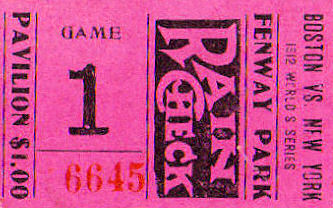 PAVILION $1.00
GAME
1
6645
RAIN CHECK
FENWAY PARK
1912 WORLD'S SERIES
BOSTON VS. NEW YORK